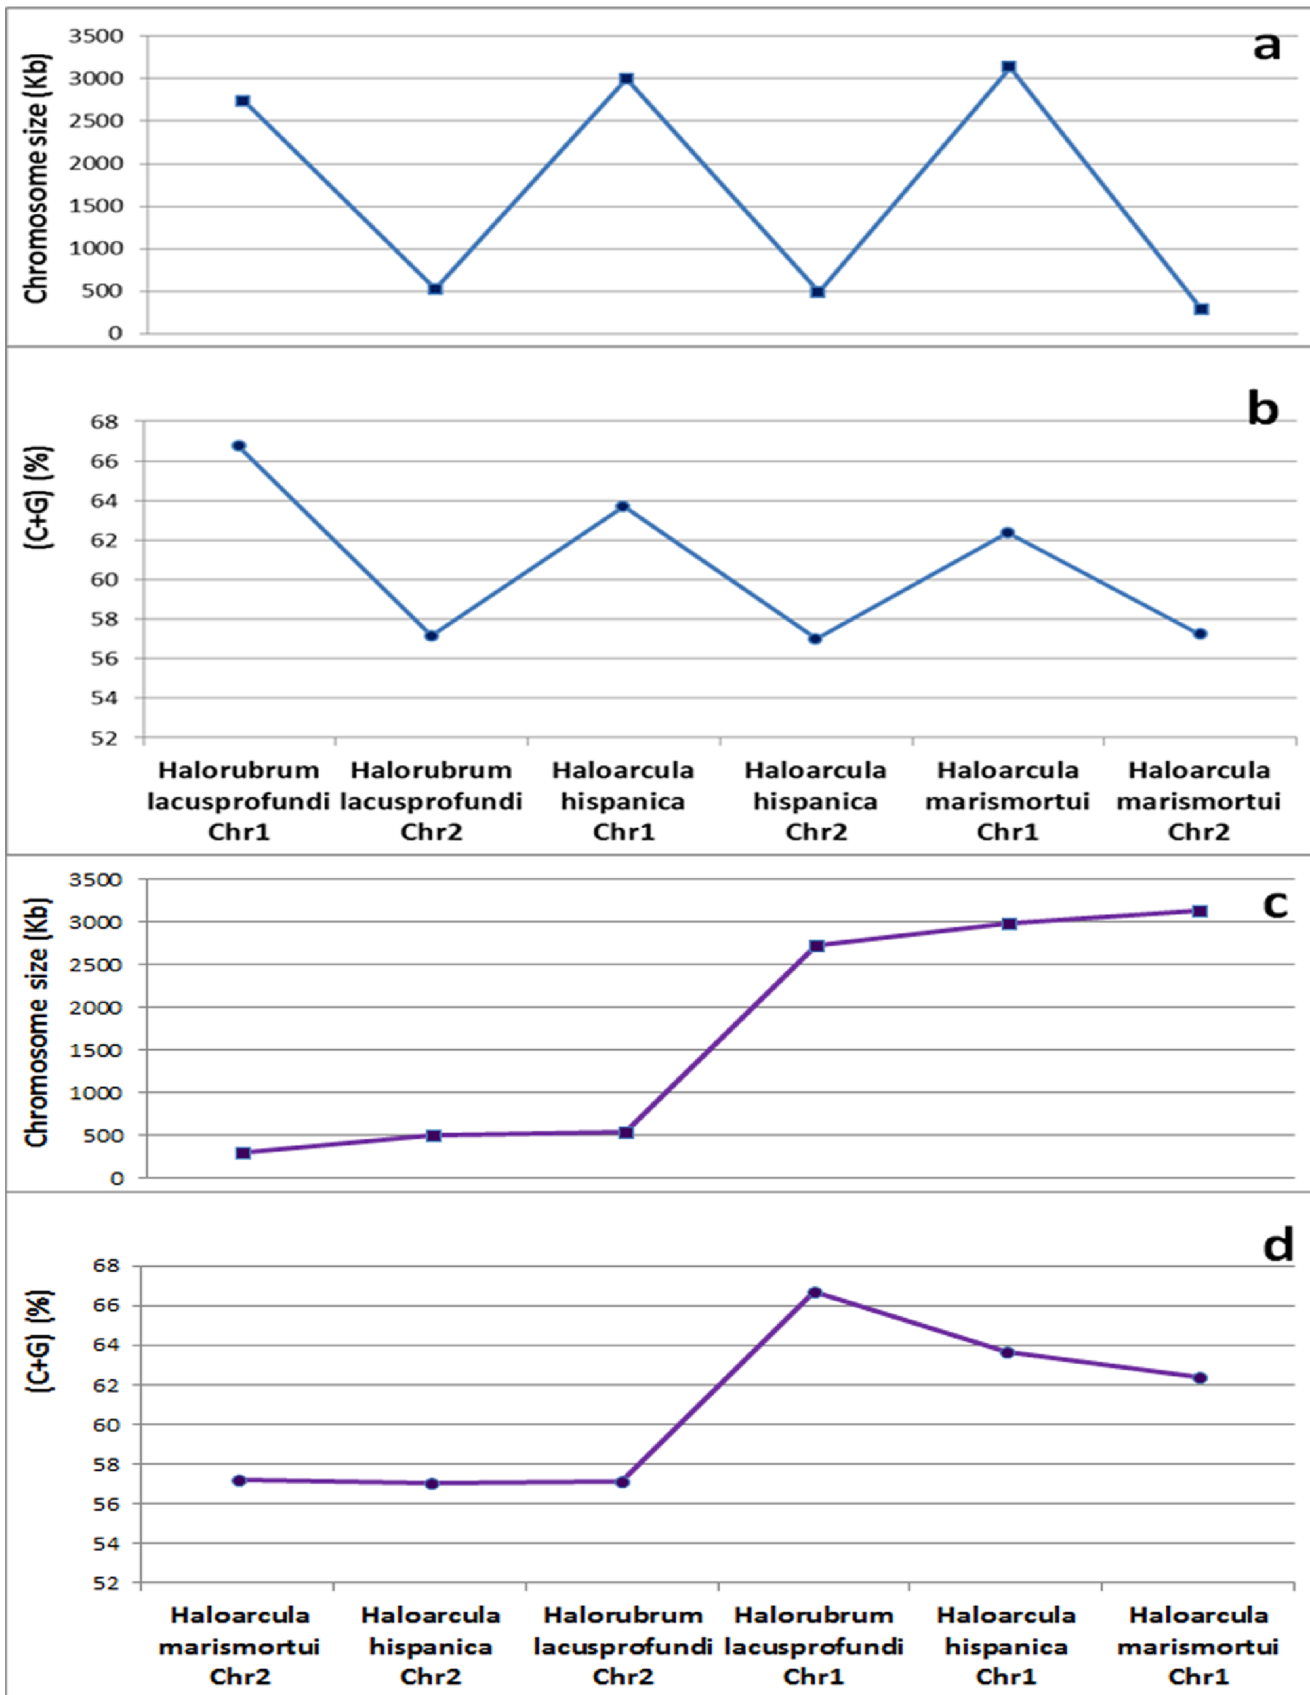 a
Chromosome size (Kb)
3500
3000
2500
2000
1500
1000
500
0
b
(C+G) (%)
68
66
64
62
60
58
56
54
52
Halorubrum lacusprofundi Chr1
Halorubrum lacusprofundi Chr2
Haloarcula hispanica Chr1
Haloarcula hispanica Chr2
Haloarcula marismortui Chr1
Haloarcula marismortui Chr2
c
Chromosome size (Kb)
3500
3000
2500
2000
1500
1000
500
0
d
(C+G) (%)
68
66
64
62
60
58
56
54
52
Haloarcula marismortui Chr2
Haloarcula hispanica Chr2
Halorubrum lacusprofundi Chr2
Halorubrum lacusprofundi Chr1
Haloarcula hispanica Chr1
Haloarcula marismortui Chr1